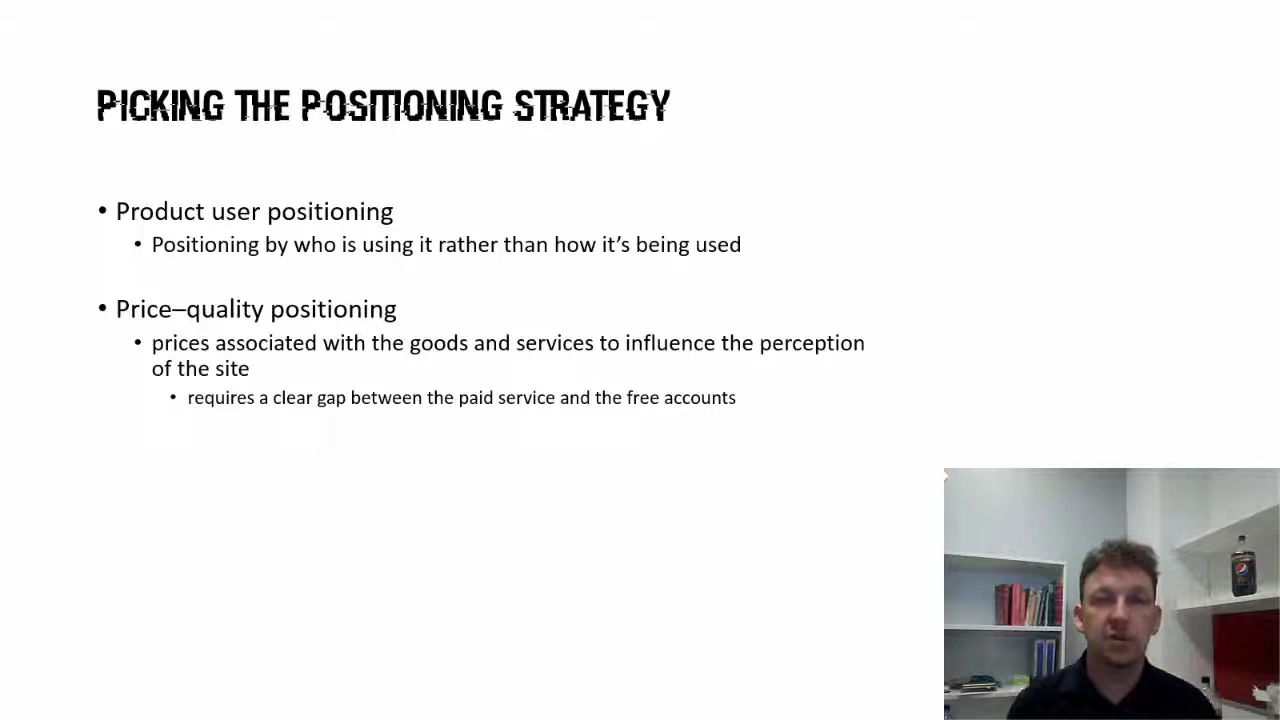 PICKING THE POSITIONING STRATEGY
• Product user positioning
• Positioning by who is using it rather than how it's being used
• Price–quality positioning
• prices associated with the goods and services to influence the perception
of the site
• requires a clear gap between the paid service and the free accounts